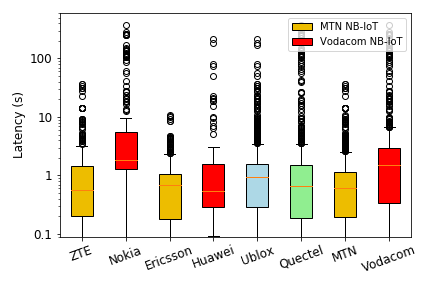 MTN NB-IoT
Vodacom NB-IoT
Latency (s)
100
10
1
0.1
ZTE
Nokia
Ericsson
Huawei
Ublox
Quectel
MTN
Vodacom